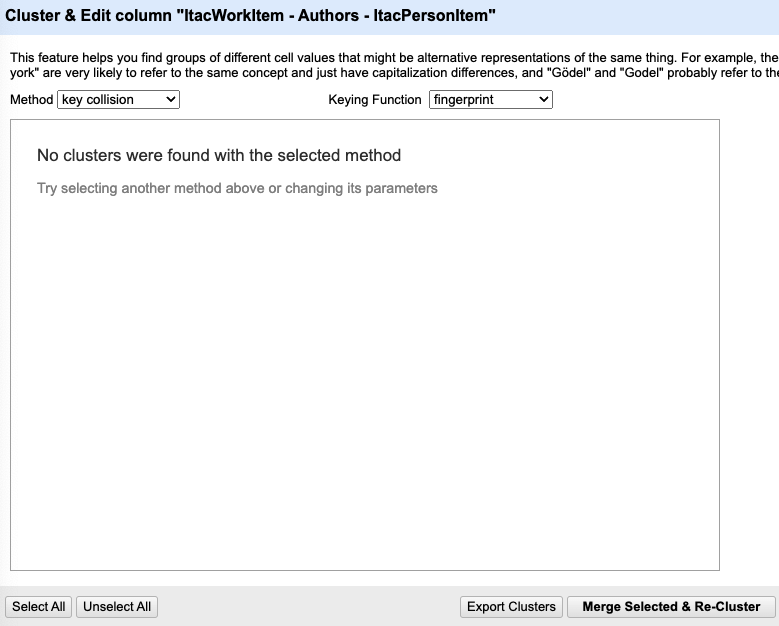 Cluster & Edit column "ItacWorkItem - Authors - ItacPersonItem"
This feature helps you find groups of different cell values that might be alternative representations of the same thing. For example, the
york" are very likely to refer to the same concept and just have capitalization differences, and "Gödel" and "Godel" probably refer to the
Method key collision Keying Function fingerprint
No clusters were found with the selected method
Try selecting another method above or changing its parameters
Select All Unselect All Export Clusters Merge Selected & Re-Cluster